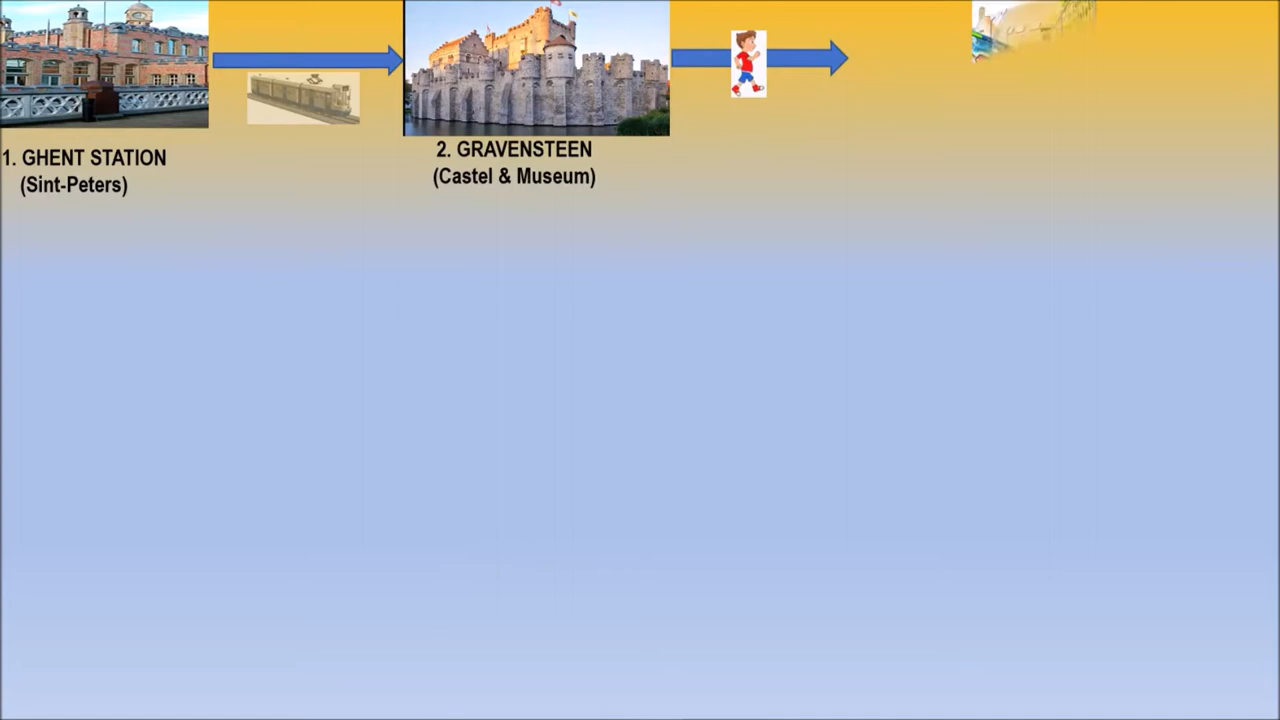 1. GHENT STATION
(Sint-Peters)
2. GRAVENSTEEN
(Castel & Museum)